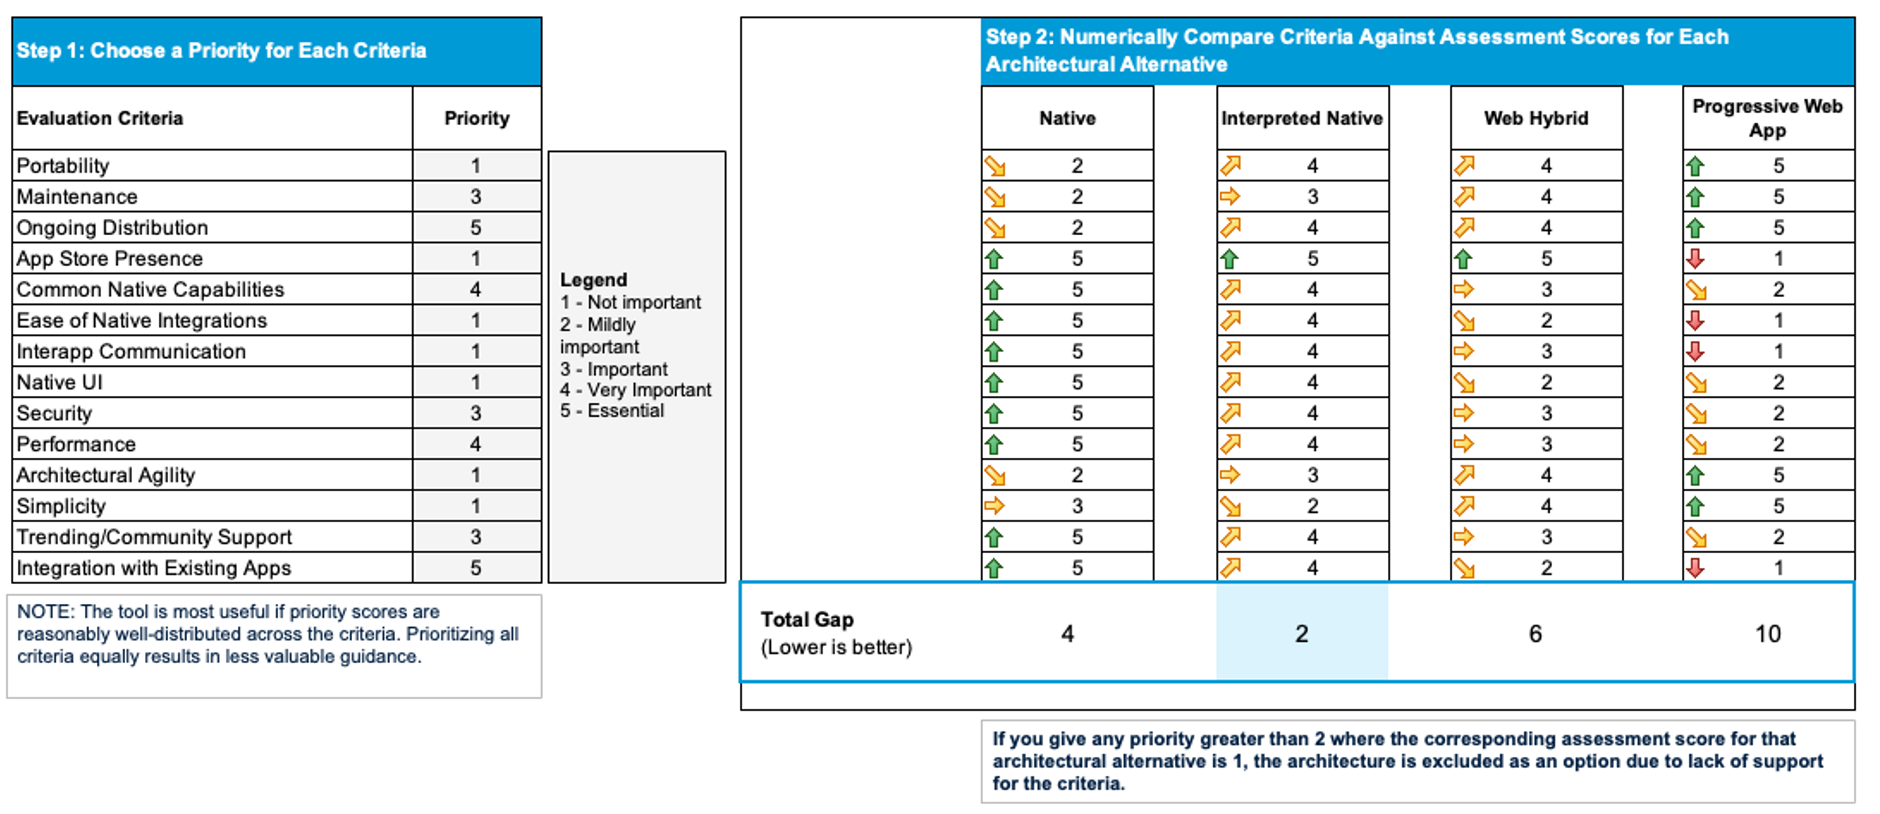 Step 1: Choose a Priority for Each Criteria
Evaluation Criteria Priority
Portability 1
Maintenance 3
Ongoing Distribution 5
App Store Presence 1
Common Native Capabilities 4
Ease of Native Integrations 1
Interapp Communication 1
Native UI 1
Security 3
Performance 4
Architectural Agility 1
Simplicity 1
Trending/Community Support 3
Integration with Existing Apps 5
NOTE: The tool is most useful if priority scores are
reasonably well-distributed across the criteria. Prioritizing all
criteria equally results in less valuable guidance.
Legend
1 - Not important
2 - Mildly
important
3 - Important
4 - Very Important
5 - Essential
Step 2: Numerically Compare Criteria Against Assessment Scores for Each
Architectural Alternative
Native Interpreted Native Web Hybrid Progressive Web
App
2 4 4 5
2 3 4 5
2 4 4 5
5 5 5 1
5 4 3 2
5 4 2 1
5 4 3 1
5 4 2 2
5 4 3 2
5 4 3 2
2 3 4 5
3 2 4 5
5 4 3 2
5 4 2 1
Total Gap
(Lower is better)
4 2 6 10
If you give any priority greater than 2 where the corresponding assessment score for that
architectural alternative is 1, the architecture is excluded as an option due to lack of support
for the criteria.